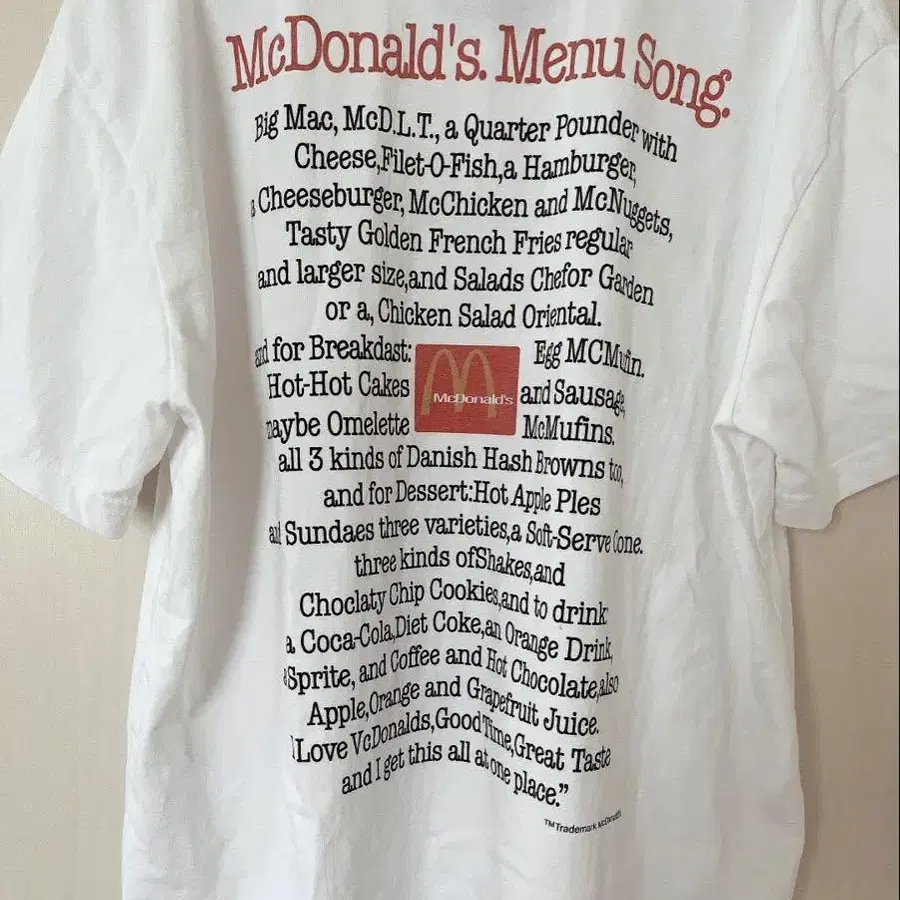 McDonald's. Menu Song.
Big Mac, McD.L.T., a Quarter Pounder with
Cheese,Filet-O-Fish,a Hamburger,
a Cheeseburger, McChicken and McNuggets,
Tasty Golden French Fries regular
and larger size,and Salads Chefor Garden
or a, Chicken Salad Oriental.
and for Breakdast: Egg MCMufin.
Hot-Hot Cakes and Sausage
McDonald's
maybe Omelette McMufins.
all 3 kinds of Danish Hash Browns too,
and for Dessert:Hot Apple Ples
and Sundaes three varieties,a Soft-Serve Cone.
three kinds ofShakes,and
Choclaty Chip Cookies,and to drink
a Coca-Cola,Diet Coke,an Orange Drink,
a Sprite, and Coffee and Hot Chocolate,also
Apple,Orange and Grapefruit Juice.
I Love VcDonalds,Good Time,Great Taste
and I get this all at one place."
TM Trademark McDonald's